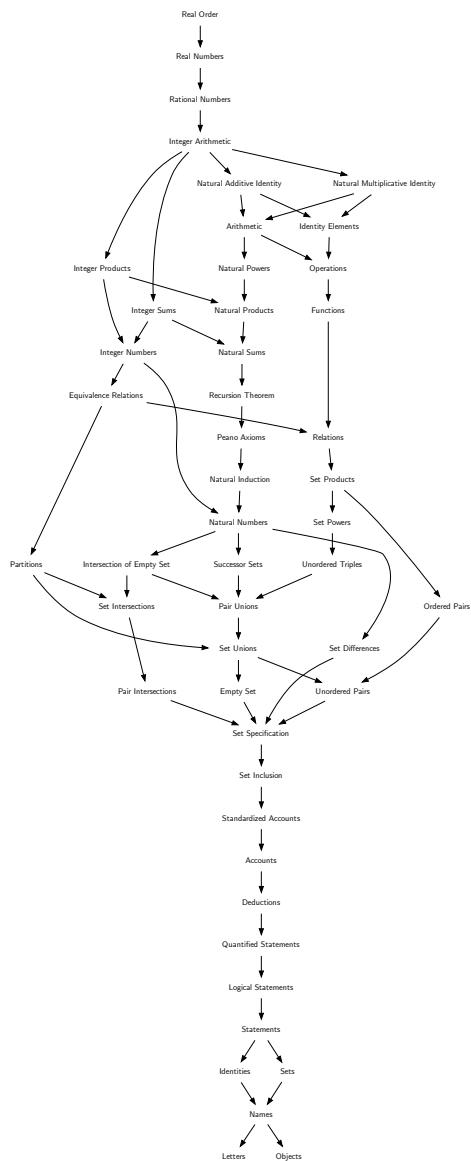 Real Order
Real Numbers
Rational Numbers
Integer Arithmetic
Natural Additive Identity
Natural Multiplicative Identity
Arithmetic
Identity Elements
Integer Products
Natural Powers
Operations
Integer Sums
Natural Products
Functions
Integer Numbers
Natural Sums
Equivalence Relations
Recursion Theorem
Peano Axioms
Relations
Natural Induction
Set Products
Natural Numbers
Set Powers
Partitions
Intersection of Empty Set
Successor Sets
Unordered Triples
Set Intersections
Pair Unions
Ordered Pairs
Set Unions
Set Differences
Pair Intersections
Empty Set
Unordered Pairs
Set Specification
Set Inclusion
Standardized Accounts
Accounts
Deductions
Quantified Statements
Logical Statements
Statements
Identities
Sets
Names
Letters
Objects